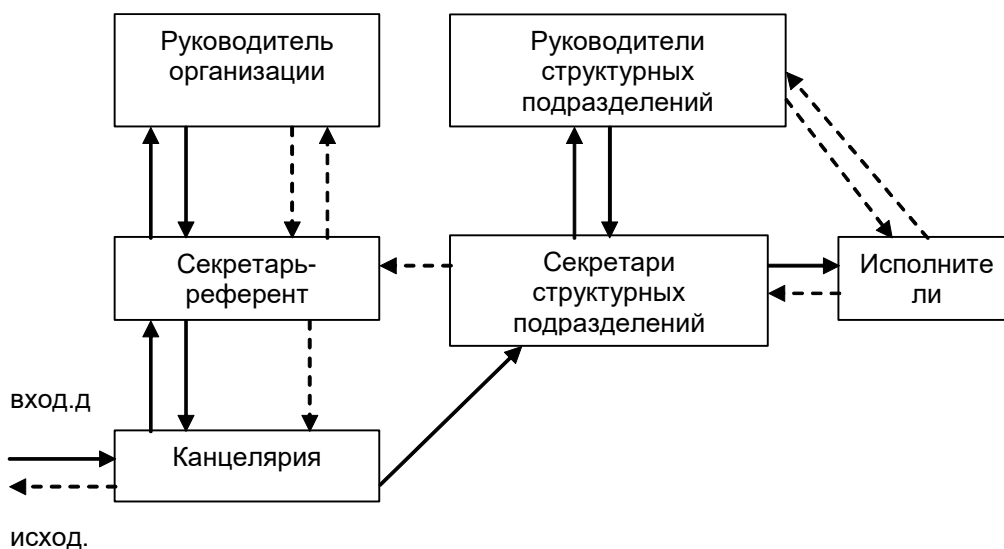 Руководитель
организации
Руководители
структурных
подразделений
Секретарь-
референт
Секретари
структурных
подразделений
Исполните
ли
вход.д
Канцелярия
исход.